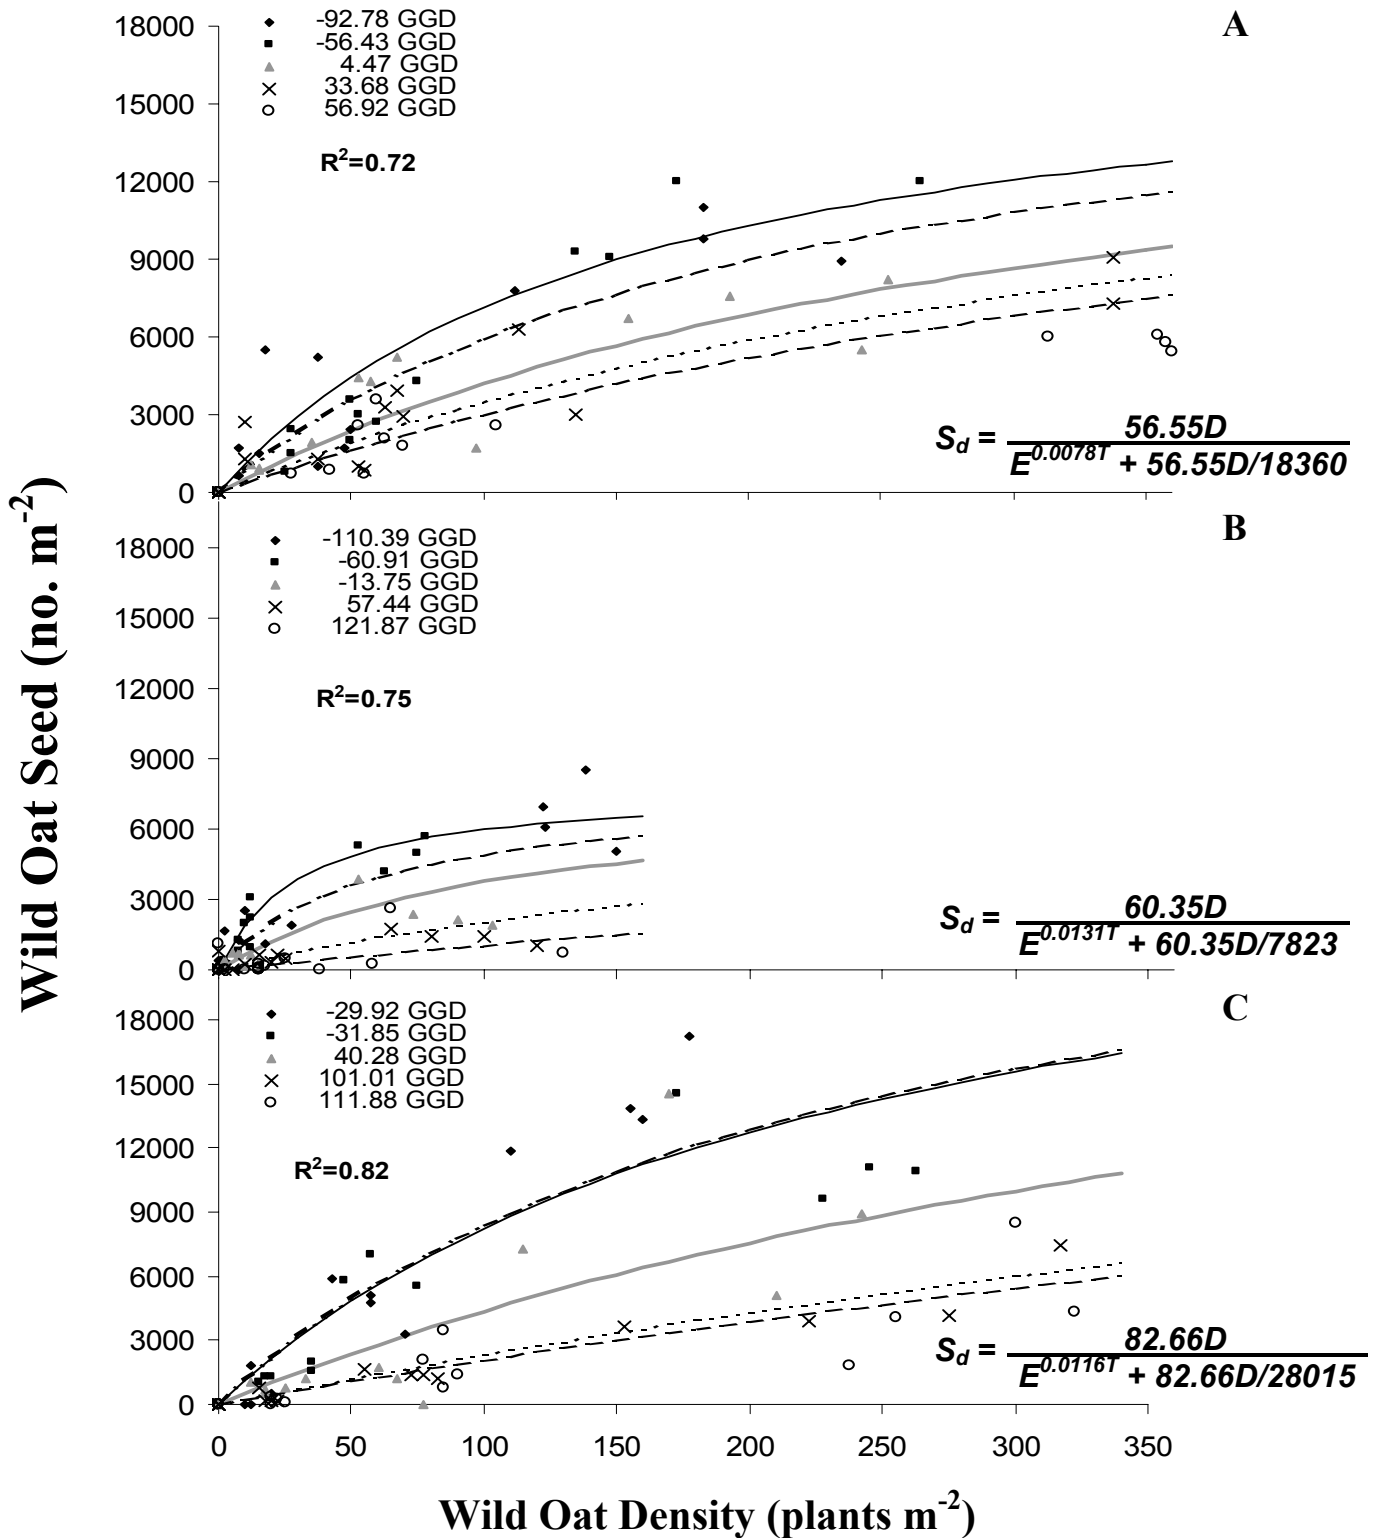 Wild Oat Seed (no. m⁻²)
A
18000
15000
12000
9000
6000
3000
0
-92.78 GGD
-56.43 GGD
4.47 GGD
33.68 GGD
56.92 GGD
R²=0.72
S_d = 56.55D
E^0.0078T + 56.55D/18360
B
18000
15000
12000
9000
6000
3000
0
-110.39 GGD
-60.91 GGD
-13.75 GGD
57.44 GGD
121.87 GGD
R²=0.75
S_d = 60.35D
E^0.0131T + 60.35D/7823
C
18000
15000
12000
9000
6000
3000
0
-29.92 GGD
-31.85 GGD
40.28 GGD
101.01 GGD
111.88 GGD
R²=0.82
S_d = 82.66D
E^0.0116T + 82.66D/28015
0 50 100 150 200 250 300 350
Wild Oat Density (plants m⁻²)